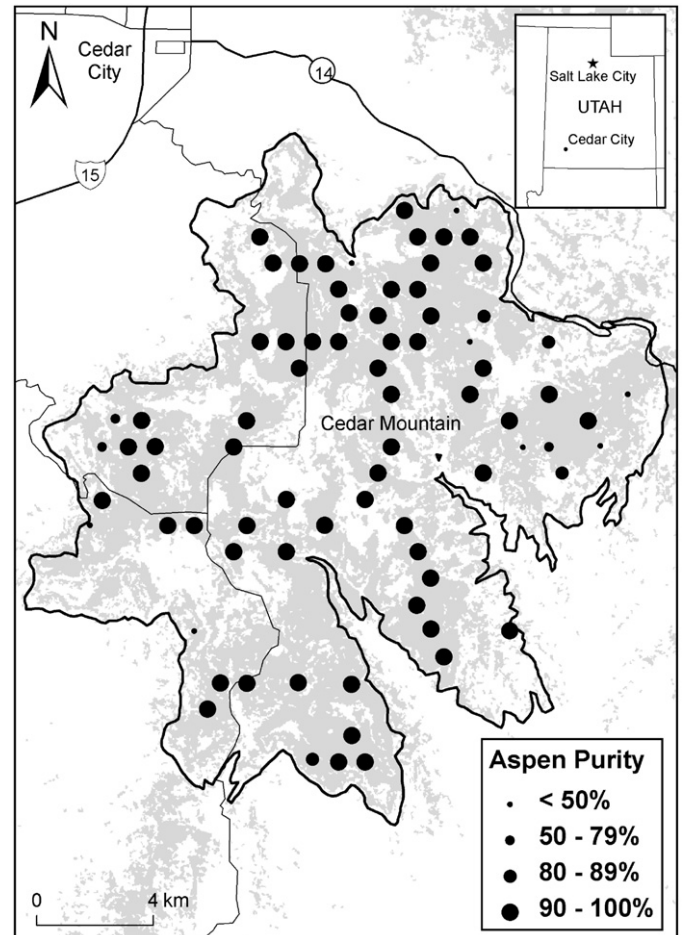 N
Cedar
City
14
15
Salt Lake City
UTAH
Cedar City
Cedar Mountain
Aspen Purity
< 50%
50 - 79%
80 - 89%
90 - 100%
0
4 km